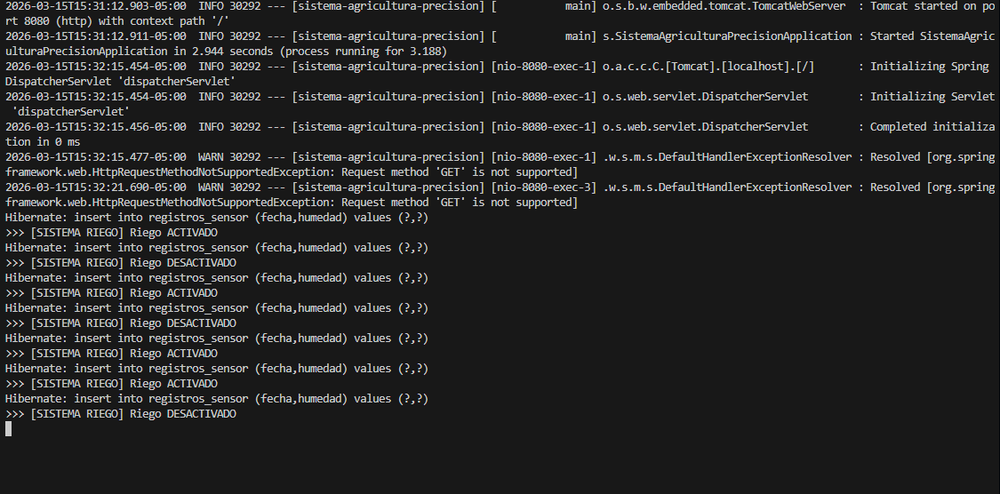 2026-03-15T15:31:12.903-05:00  INFO 30292 --- [sistema-agricultura-precision] [           main] o.s.b.w.embedded.tomcat.TomcatWebServer  : Tomcat started on po
rt 8080 (http) with context path '/'
2026-03-15T15:31:12.911-05:00  INFO 30292 --- [sistema-agricultura-precision] [           main] s.SistemaAgriculturaPrecisionApplication : Started SistemaAgric
ulturaPrecisionApplication in 2.944 seconds (process running for 3.188)
2026-03-15T15:32:15.454-05:00  INFO 30292 --- [sistema-agricultura-precision] [nio-8080-exec-1] o.a.c.c.C.[Tomcat].[localhost].[/]       : Initializing Spring
DispatcherServlet 'dispatcherServlet'
2026-03-15T15:32:15.454-05:00  INFO 30292 --- [sistema-agricultura-precision] [nio-8080-exec-1] o.s.web.servlet.DispatcherServlet        : Initializing Servlet
 'dispatcherServlet'
2026-03-15T15:32:15.456-05:00  INFO 30292 --- [sistema-agricultura-precision] [nio-8080-exec-1] o.s.web.servlet.DispatcherServlet        : Completed initializa
tion in 0 ms
2026-03-15T15:32:15.477-05:00  WARN 30292 --- [sistema-agricultura-precision] [nio-8080-exec-1] .w.s.m.s.DefaultHandlerExceptionResolver : Resolved [org.spring
framework.web.HttpRequestMethodNotSupportedException: Request method 'GET' is not supported]
2026-03-15T15:32:21.690-05:00  WARN 30292 --- [sistema-agricultura-precision] [nio-8080-exec-3] .w.s.m.s.DefaultHandlerExceptionResolver : Resolved [org.spring
framework.web.HttpRequestMethodNotSupportedException: Request method 'GET' is not supported]
Hibernate: insert into registros_sensor (fecha,humedad) values (?,?)
>>> [SISTEMA RIEGO] Riego ACTIVADO
Hibernate: insert into registros_sensor (fecha,humedad) values (?,?)
>>> [SISTEMA RIEGO] Riego DESACTIVADO
Hibernate: insert into registros_sensor (fecha,humedad) values (?,?)
>>> [SISTEMA RIEGO] Riego ACTIVADO
Hibernate: insert into registros_sensor (fecha,humedad) values (?,?)
>>> [SISTEMA RIEGO] Riego DESACTIVADO
Hibernate: insert into registros_sensor (fecha,humedad) values (?,?)
>>> [SISTEMA RIEGO] Riego ACTIVADO
Hibernate: insert into registros_sensor (fecha,humedad) values (?,?)
>>> [SISTEMA RIEGO] Riego ACTIVADO
Hibernate: insert into registros_sensor (fecha,humedad) values (?,?)
>>> [SISTEMA RIEGO] Riego DESACTIVADO